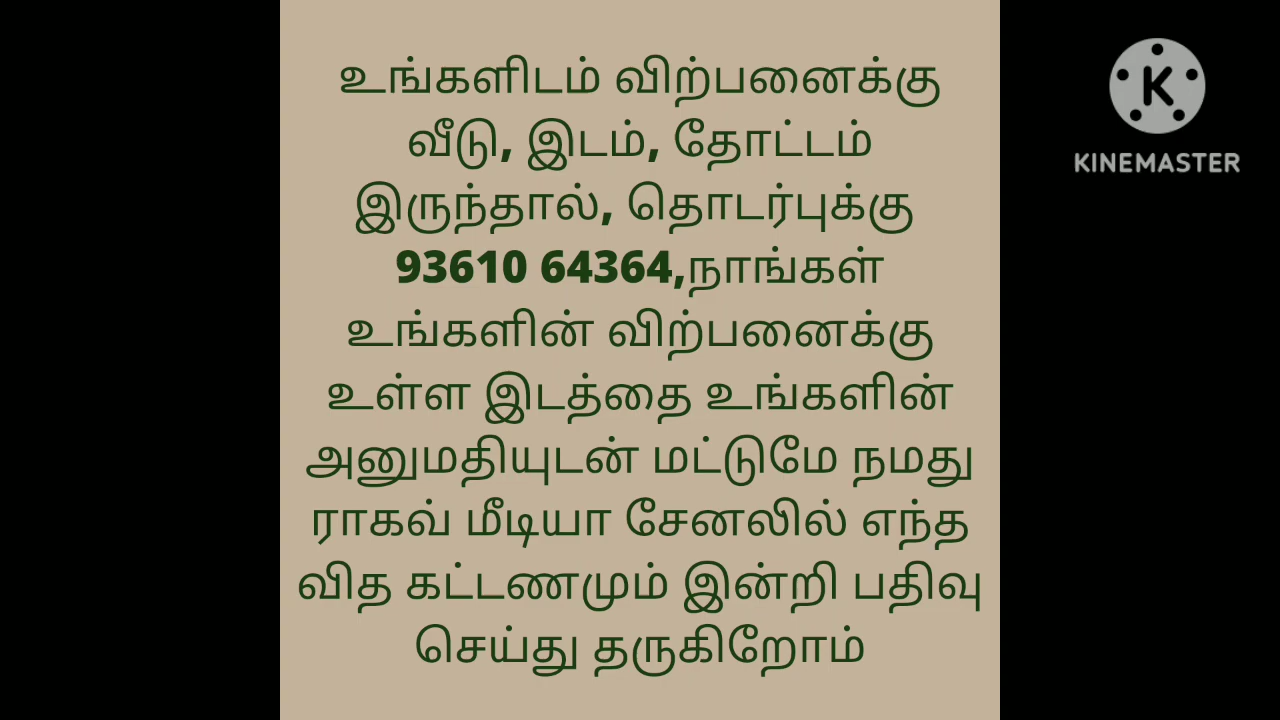 உங்களிடம் விற்பனைக்கு
வீடு, இடம், தோட்டம்
இருந்தால், தொடர்புக்கு
93610 64364,நாங்கள்
உங்களின் விற்பனைக்கு
உள்ள இடத்தை உங்களின்
அனுமதியுடன் மட்டுமே நமது
ராகவ் மீடியா சேனலில் எந்த
வித கட்டணமும் இன்றி பதிவு
செய்து தருகிறோம்
K
KINEMASTER